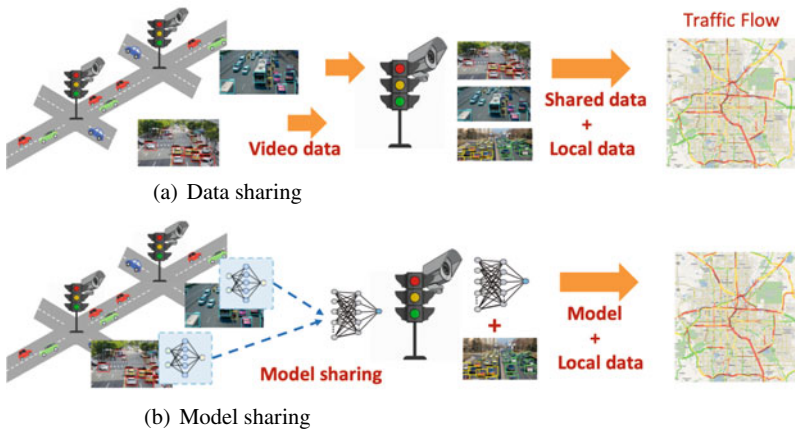 Traffic Flow
Video data
Shared data
+
Local data
(a) Data sharing
Model sharing
+
Model
+
Local data
(b) Model sharing